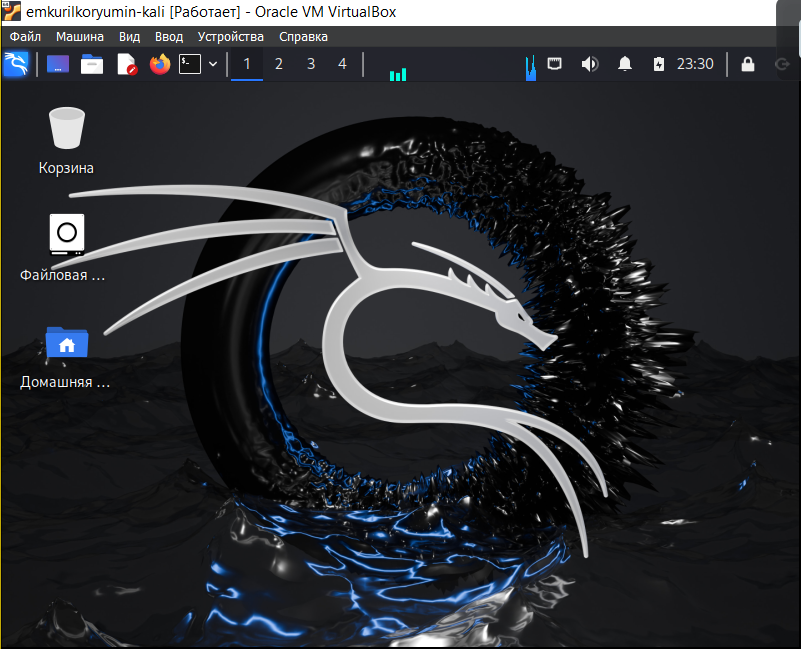 emkurilkoryumin-kali [Работает] - Oracle VM VirtualBox
Файл Машина Вид Ввод Устройства Справка
1 2 3 4 23:30
Корзина
Файловая ...
Домашняя ...